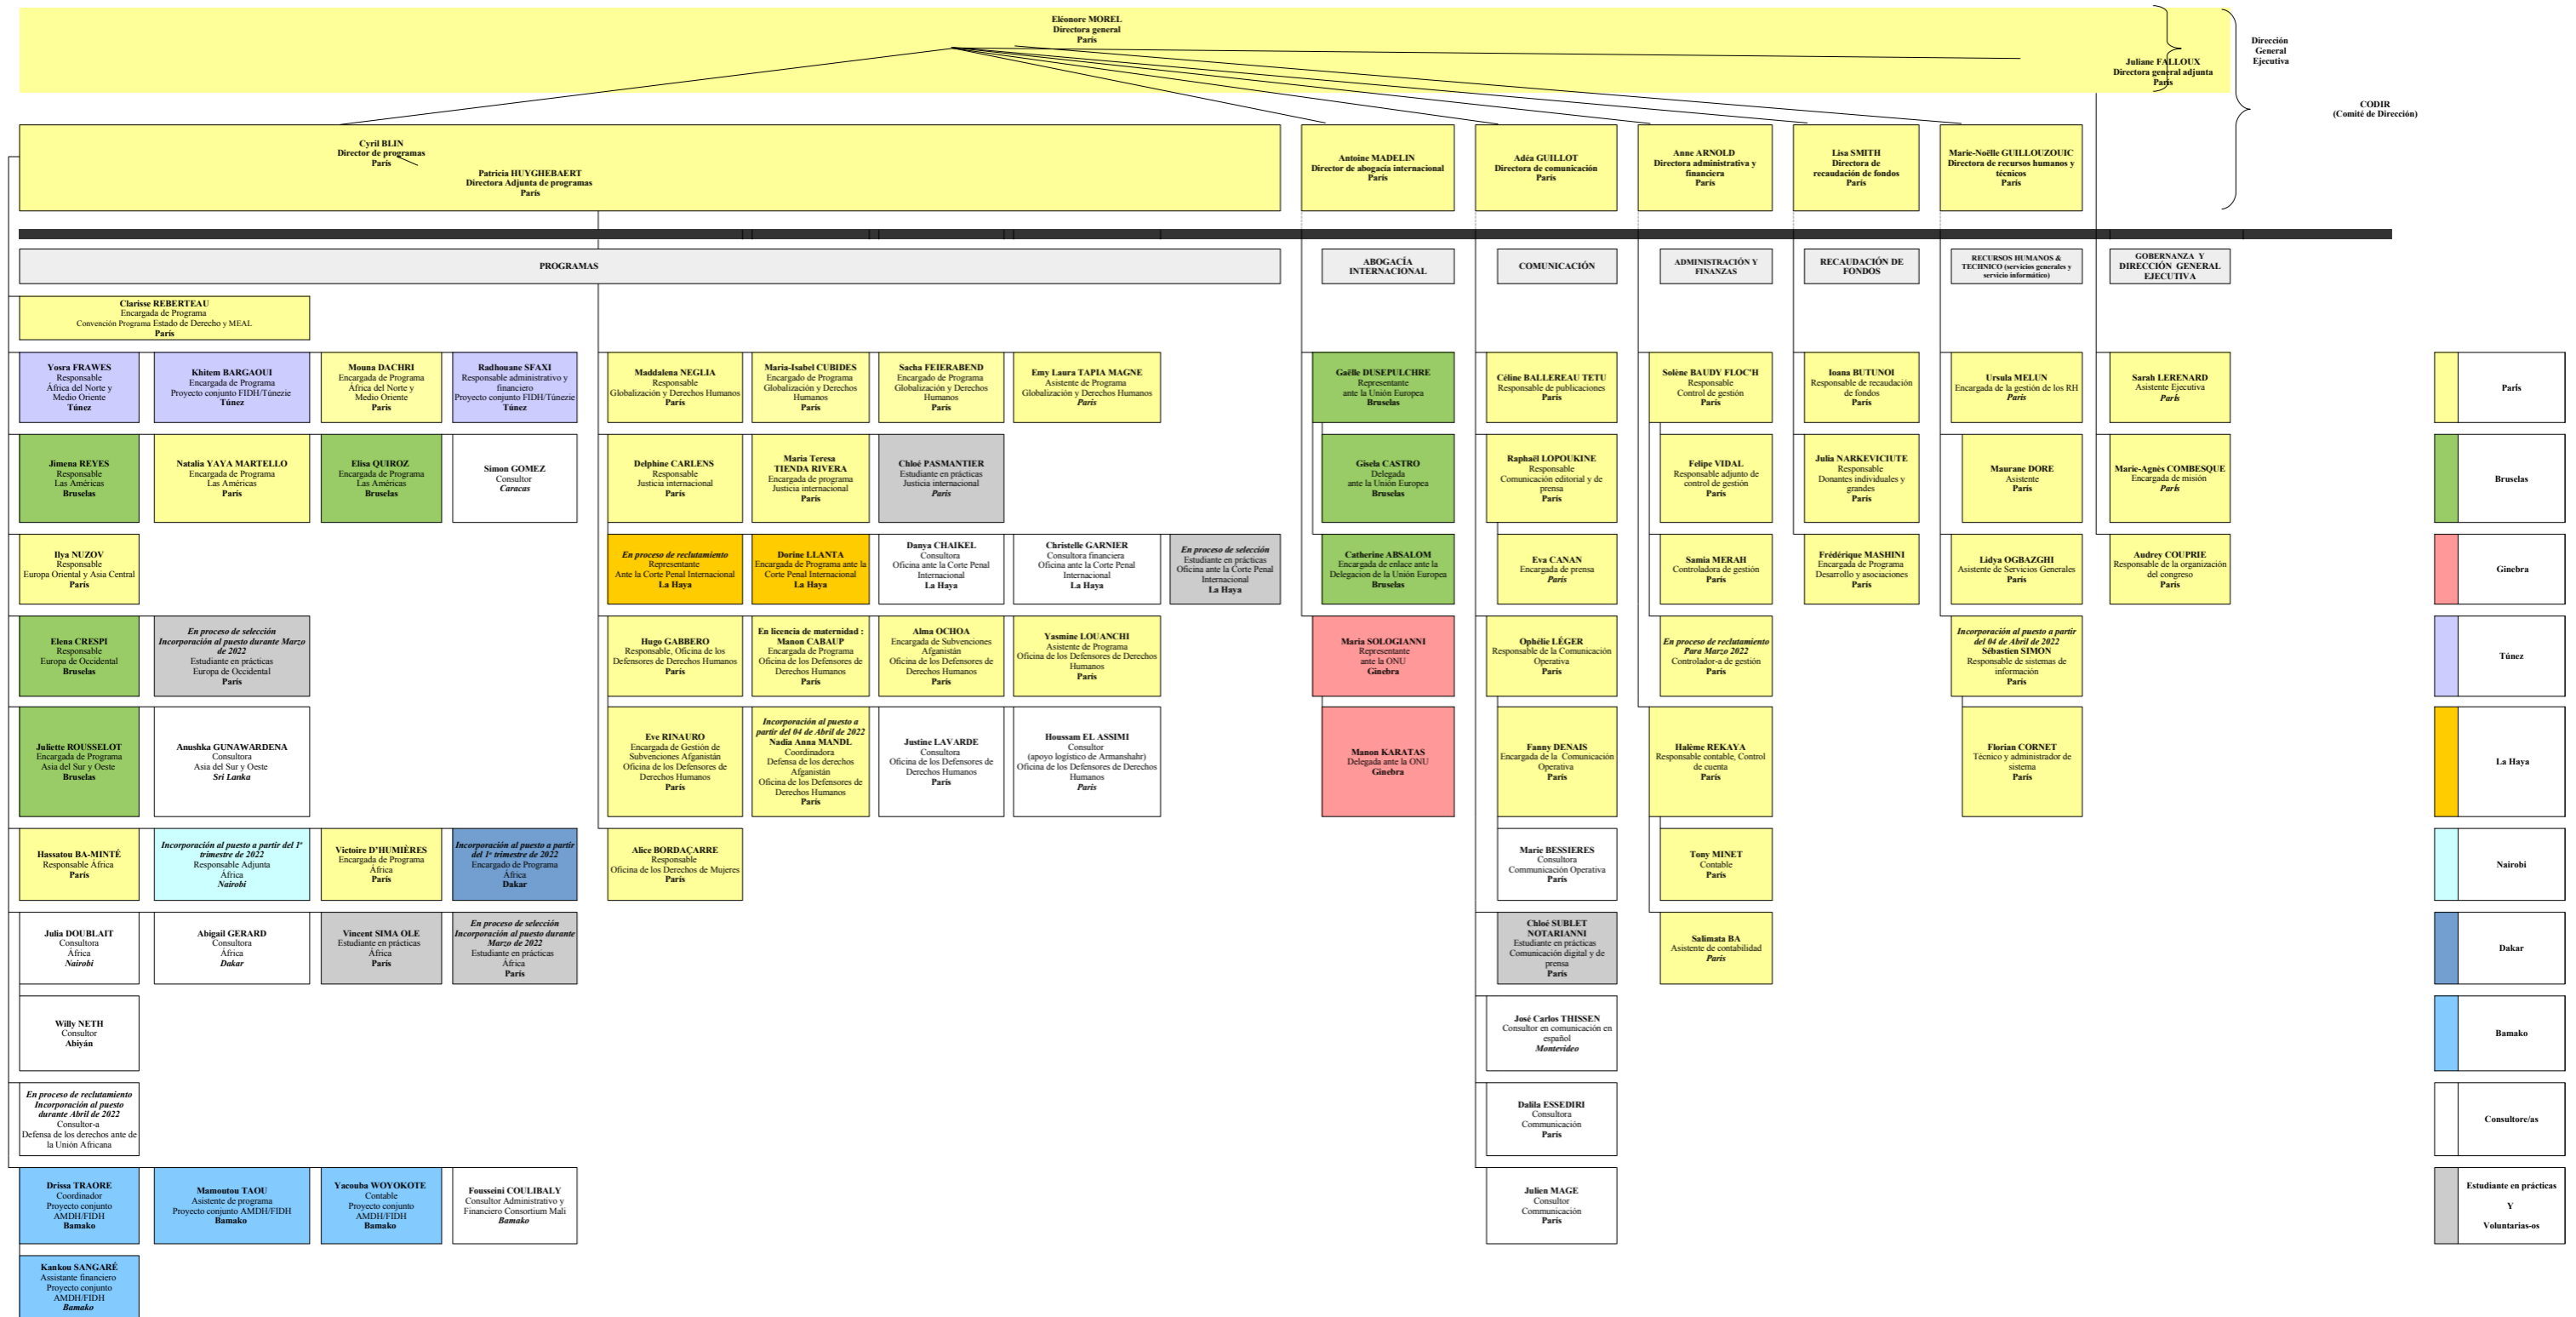 Eléonore MOREL
Directora general
París
Juliane FALLOUX
Directora general adjunta
París
Dirección
General
Ejecutiva
CODIR
(Comité de Dirección)
Cyril BLIN
Director de programas
París
Patricia HUYGHEBAERT
Directora Adjunta de programas
París
Antoine MADELIN
Director de abogacía internacional
París
Adéa GUILLOT
Directora de comunicación
París
Anne ARNOLD
Directora administrativa y
financiera
París
Lisa SMITH
Directora de
recaudación de fondos
París
Marie-Noëlle GUILLOUZOUIC
Directora de recursos humanos y
técnicos
París
PROGRAMAS
ABOGACÍA
INTERNACIONAL
COMUNICACIÓN
ADMINISTRACIÓN Y
FINANZAS
RECAUDACIÓN DE
FONDOS
RECURSOS HUMANOS &
TECHNICO (servicios generales y
servicio informático)
GOBERNANZA Y
DIRECCIÓN GENERAL
EJECUTIVA
Clarisse REBERTEAU
Encargada de Programa
Convención Programa Estado de Derecho y MEAL
París
Yosra FRAWES
Responsable
África del Norte y
Medio Oriente
Túnez
Khitem BARGAOUI
Encargada de Programa
Proyecto conjunto FIDH/Túnezie
Túnez
Mouna DACHRI
Encargada de Programa
África del Norte y
Medio Oriente
París
Radhouane SFAXI
Responsable administrativo y
financiero
Proyecto conjunto FIDH/Túnezie
Túnez
Maddalena NEGLIA
Responsable
Globalización y Derechos Humanos
París
Maria-Isabel CUBIDES
Encargado de Programa
Globalización y Derechos
Humanos
París
Sacha FEIERABEND
Encargado de Programa
Globalización y Derechos
Humanos
París
Emy Laura TAPIA MAGNE
Asistente de Programa
Globalización y Derechos Humanos
París
Gaëlle DUSEPULCHRE
Representante
ante la Unión Europea
Bruselas
Céline BALLEREAU TETU
Responsable de publicaciones
París
Solène BAUDY FLOC'H
Responsable
Control de gestión
París
Ioana BUTUNOI
Responsable de recaudación
de fondos
París
Ursula MELUN
Encargada de la gestión de los RH
París
Sarah LERENARD
Asistente Ejecutiva
París
París
Jimena REYES
Responsable
Las Américas
Bruselas
Natalia YAYA MARTELLO
Encargada de Programa
Las Américas
París
Elisa QUIROZ
Encargada de Programa
Las Américas
Bruselas
Simon GOMEZ
Consultor
Caracas
Delphine CARLENS
Responsable
Justicia internacional
París
Maria Teresa
TIENDA RIVERA
Encargada de programa
Justicia internacional
París
Chloé PASMANTIER
Estudiante en prácticas
Justicia internacional
París
Gisela CASTRO
Delegada
ante la Unión Europea
Bruselas
Raphaël LOPOUKINE
Responsable
Comunicación editorial y de
prensa
París
Felipe VIDAL
Responsable adjunto de
control de gestión
París
Julia NARKEVICIUTE
Responsable
Donantes individuales y
grandes
París
Maurane DORE
Asistente
París
Marie-Agnès COMBESQUE
Encargada de misión
París
Bruselas
Ilya NUZOV
Responsable
Europa Oriental y Asia Central
París
En proceso de reclutamiento
Representante
Ante la Corte Penal Internacional
La Haya
Dorine LLANTA
Encargada de Programa ante la
Corte Penal Internacional
La Haya
Danya CHAIKEL
Consultora
Oficina ante la Corte Penal
Internacional
La Haya
Christelle GARNIER
Consultora financiera
Oficina ante la Corte Penal
Internacional
La Haya
En proceso de selección
Estudiante en prácticas
Oficina ante la Corte Penal
Internacional
La Haya
Catherine ABSALOM
Encargada de enlace ante la
Delegacion de la Unión Europea
Bruselas
Eva CANAN
Encargada de prensa
París
Samia MERAH
Controladora de gestión
París
Frédérique MASHINI
Encargada de Programa
Desarrollo y asociaciones
París
Lidya OGBAZGHI
Asistente de Servicios Generales
París
Audrey COUPRIE
Responsable de la organización
del congreso
París
Ginebra
Elena CRESPI
Responsable
Europa de Occidental
Bruselas
En proceso de selección
Incorporación al puesto durante Marzo
de 2022
Estudiante en prácticas
Europa de Occidental
París
Hugo GABBERO
Responsable, Oficina de los
Defensores de Derechos Humanos
París
En licencia de maternidad :
Manon CABAUP
Encargada de Programa
Oficina de los Defensores de
Derechos Humanos
París
Alma OCHOA
Encargada de Subvenciones
Afganistán
Oficina de los Defensores de
Derechos Humanos
París
Yasmine LOUANCHI
Asistente de Programa
Oficina de los Defensores de Derechos
Humanos
París
Maria SOLOGIANNI
Representante
ante la ONU
Ginebra
Ophélie LÉGER
Responsable de la Comunicación
Operativa
París
En proceso de reclutamiento
Para Marzo 2022
Controlador-a de gestión
París
Incorporación al puesto a partir
del 04 de Abril de 2022
Sébastien SIMON
Responsable de sistemas de
información
París
Túnez
Juliette ROUSSELOT
Encargada de Programa
Asia del Sur y Oeste
Bruselas
Anushka GUNAWARDENA
Consultora
Asia del Sur y Oeste
Sri Lanka
Eve RINAURO
Encargada de Gestión de
Subvenciones Afganistán
Oficina de los Defensores de
Derechos Humanos
París
Incorporación al puesto a
partir del 04 de Abril de 2022
Nadia Anna MANDL
Coordinadora
Defensa de los derechos
Afganistán
Oficina de los Defensores de
Derechos Humanos
París
Justine LAVARDE
Consultora
Oficina de los Defensores de
Derechos Humanos
París
Houssam EL ASSIMI
Consultor
(apoyo logístico de Armanshahr)
Oficina de los Defensores de Derechos
Humanos
París
Manon KARATAS
Delegada ante la ONU
Ginebra
Fanny DENAIS
Encargada de la Comunicación
Operativa
París
Halème REKAYA
Responsable contable, Control
de cuenta
París
Florian CORNET
Técnico y administrador de
sistema
París
La Haya
Hassatou BA-MINTÉ
Responsable África
París
Incorporación al puesto a partir del 1º
trimestre de 2022
Responsable Adjunta
África
Nairobi
Victoire D'HUMIÈRES
Encargada de Programa
África
París
Incorporación al puesto a partir
del 1º trimestre de 2022
Encargado de Programa
África
Dakar
Alice BORDAÇARRE
Responsable
Oficina de los Derechos de Mujeres
París
Marie BESSIERES
Consultora
Communicación Operativa
París
Tony MINET
Contable
París
Nairobi
Julia DOUBLAIT
Consultora
África
Nairobi
Abigail GERARD
Consultora
África
Dakar
Vincent SIMA OLE
Estudiante en prácticas
África
París
En proceso de selección
Incorporación al puesto durante
Marzo de 2022
Estudiante en prácticas
África
París
Chloé SUBLET
NOTARIANNI
Estudiante en prácticas
Comunicación digital y de
prensa
París
Salimata BA
Asistente de contabilidad
París
Dakar
Willy NETH
Consultor
Abiyán
José Carlos THISSEN
Consultor en comunicación en
español
Montevideo
Bamako
En proceso de reclutamiento
Incorporación al puesto
durante Abril de 2022
Consultor-a
Defensa de los derechos ante de
la Unión Africana
Dalila ESSEDIRI
Consultora
Communicación
París
Consultore/as
Drissa TRAORE
Coordinador
Proyecto conjunto
AMDH/FIDH
Bamako
Mamoutou TAOU
Asistente de programa
Proyecto conjunto AMDH/FIDH
Bamako
Yacouba WOYOKOTE
Contable
Proyecto conjunto
AMDH/FIDH
Bamako
Fousseini COULIBALY
Consultor Administrativo y
Financiero Consortium Mali
Bamako
Julien MAGE
Consultor
Communicación
París
Estudiante en prácticas
Y
Voluntarias-os
Kankou SANGARÉ
Assistante financiero
Proyecto conjunto
AMDH/FIDH
Bamako